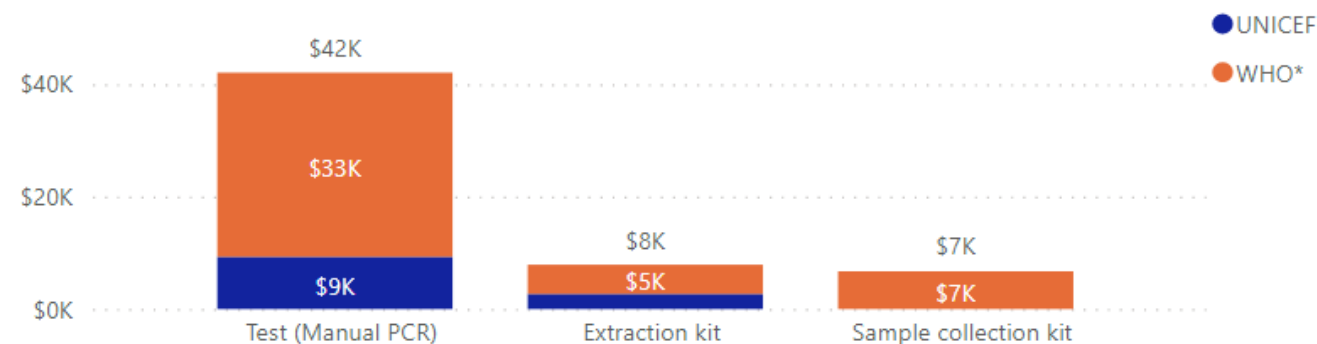 UNICEF
WHO*
$42K
$40K
$33K
$20K
$8K
$7K
$9K
$5K
$7K
$0K
Test (Manual PCR)
Extraction kit
Sample collection kit